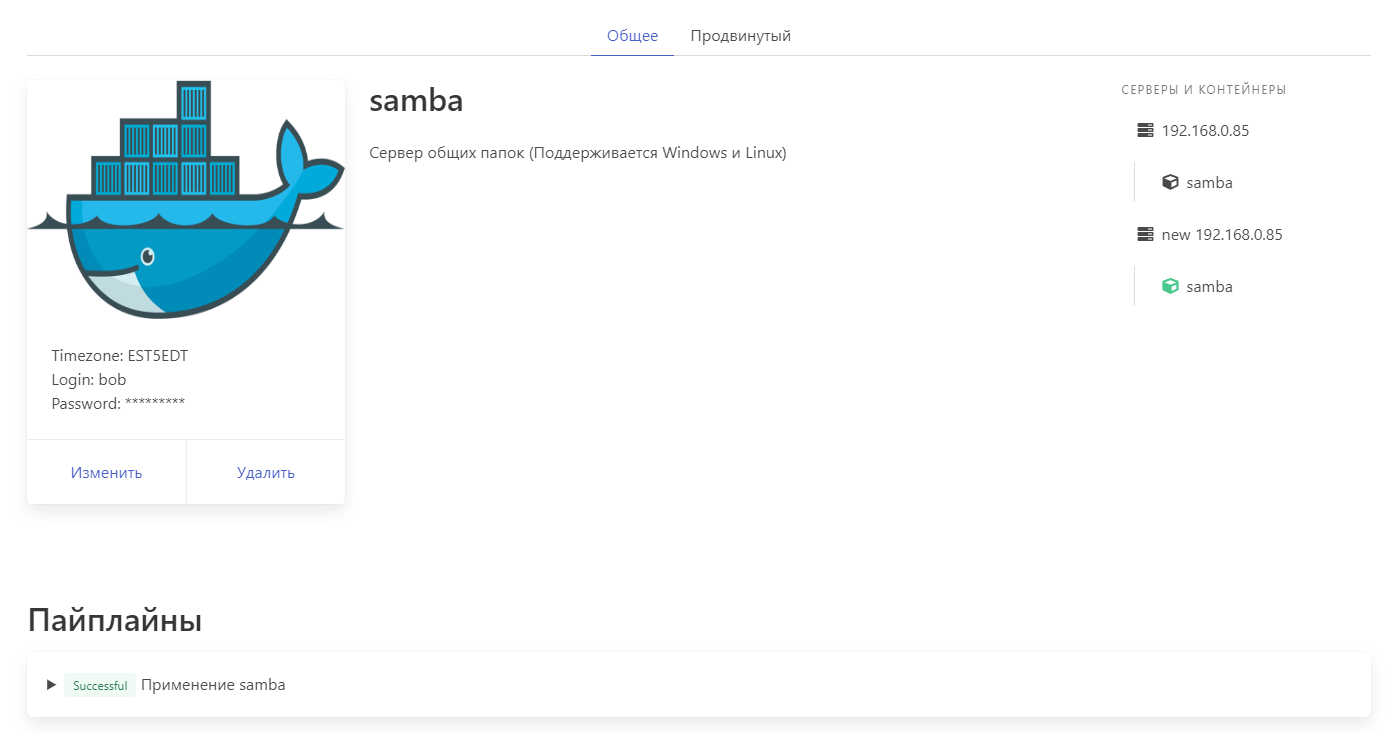 Общее
Продвинутый
samba
Сервер общих папок (Поддерживается Windows и Linux)
Timezone: EST5EDT
Login: bob
Password: *********
Изменить
Удалить
СЕРВЕРЫ И КОНТЕЙНЕРЫ
192.168.0.85
samba
new 192.168.0.85
samba
Пайплайны
Successful Применение samba